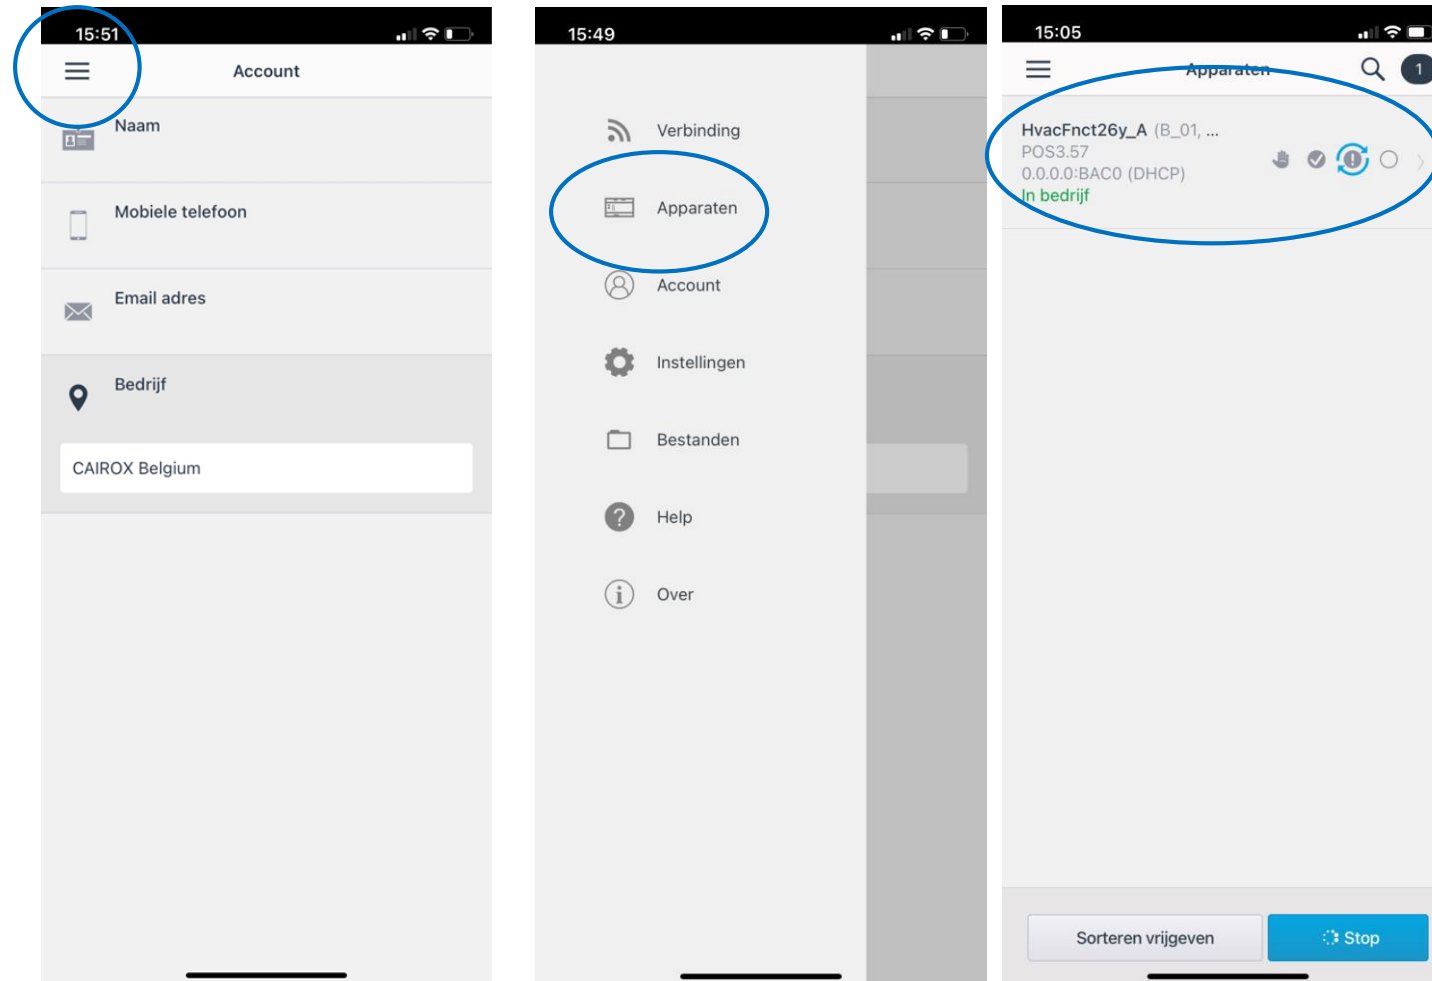 15:51
Account
Naam
Mobiele telefoon
Email adres
Bedrijf
CAIROX Belgium
15:49
Verbinding
Apparaten
Account
Instellingen
Bestanden
Help
Over
15:05
Apparaten
1
HvacFnct26y_A (B_01, ...
POS3.57
0.0.0.0:BAC0 (DHCP)
In bedrijf
Sorteren vrijgeven
Stop